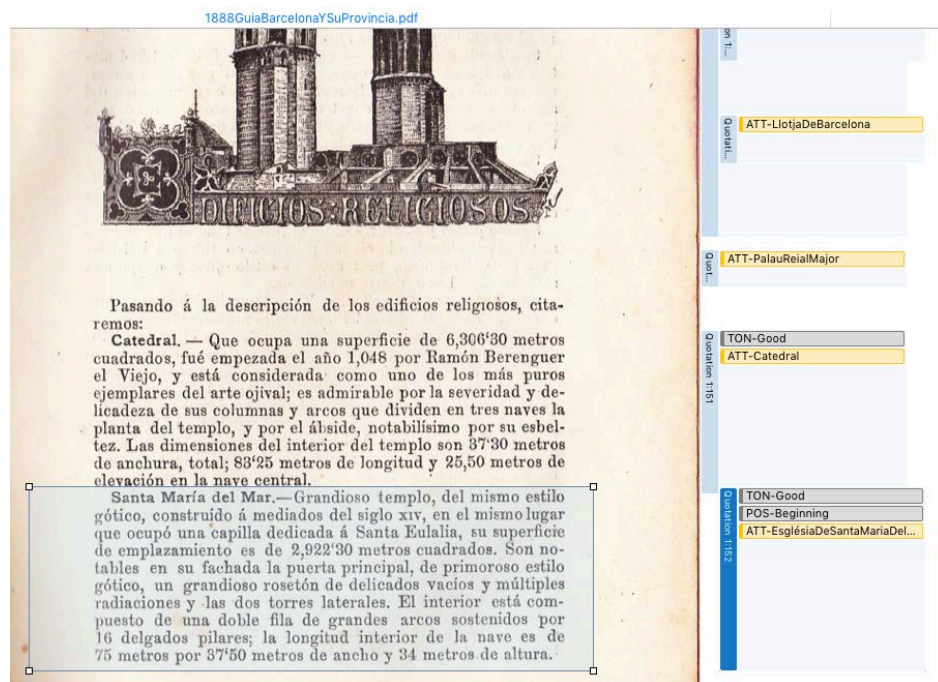 1888GuiaBarcelonaYSuProvincia.pdf
DIFICIOS:RELIGIOSOS
Pasando á la descripción de los edificios religiosos, cita-
remos:
Catedral. — Que ocupa una superficie de 6,306‘30 metros
cuadrados, fué empezada el año 1,048 por Ramón Berenguer
el Viejo, y está considerada como uno de los más puros
ejemplares del arte ojival; es admirable por la severidad y de-
licadeza de sus columnas y arcos que dividen en tres naves la
planta del templo, y por el ábside, notabilísimo por su esbel-
tez. Las dimensiones del interior del templo son 37‘30 metros
de anchura, total; 83‘25 metros de longitud y 25,50 metros de
elevación en la nave central.
Santa María del Mar.—Grandioso templo, del mismo estilo
gótico, construído á mediados del siglo XIV, en el mismo lugar
que ocupó una capilla dedicada á Santa Eulalia, su superficie
de emplazamiento es de 2,922‘30 metros cuadrados. Son no-
tables en su fachada la puerta principal, de primoroso estilo
gótico, un grandioso rosetón de delicados vacíos y múltiples
radiaciones y las dos torres laterales. El interior está com-
puesto de una doble fila de grandes arcos sostenidos por
16 delgados pilares; la longitud interior de la nave es de
75 metros por 37‘50 metros de ancho y 34 metros de altura.
on 1:...
Quotati...
ATT-LlotjaDeBarcelona
Quot...
ATT-PalauReialMajor
Quotation 1:151
TON-Good
ATT-Catedral
Quotation 1:152
TON-Good
POS-Beginning
ATT-EsglésiaDeSantaMariaDel...